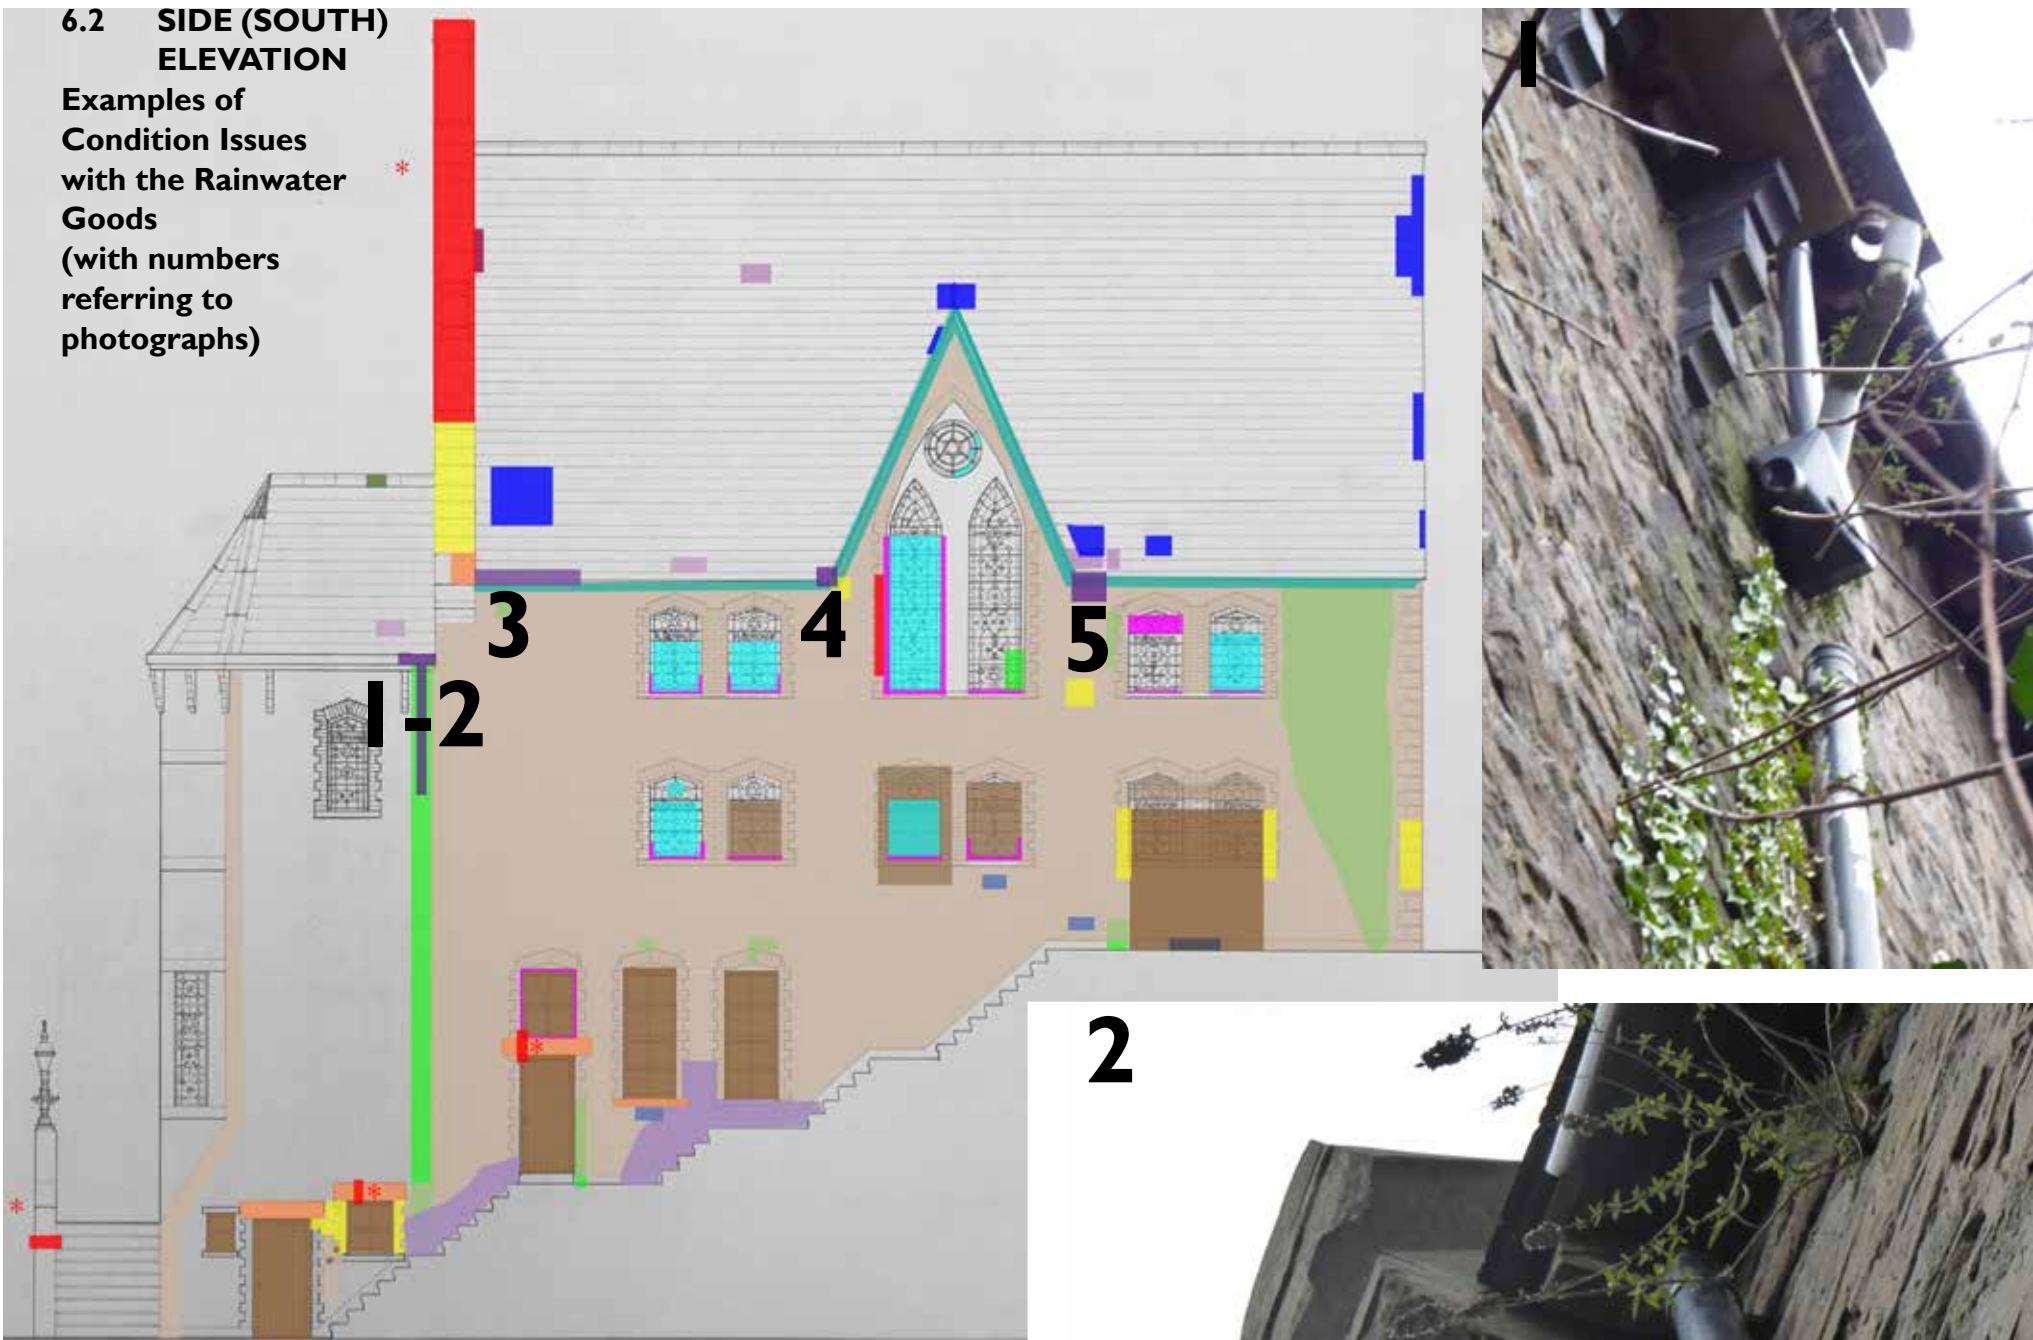 6.2 SIDE (SOUTH)
ELEVATION
Examples of
Condition Issues
with the Rainwater
Goods
(with numbers
referring to
photographs)
*
1
3
4
5
1-2
*
*
*
2